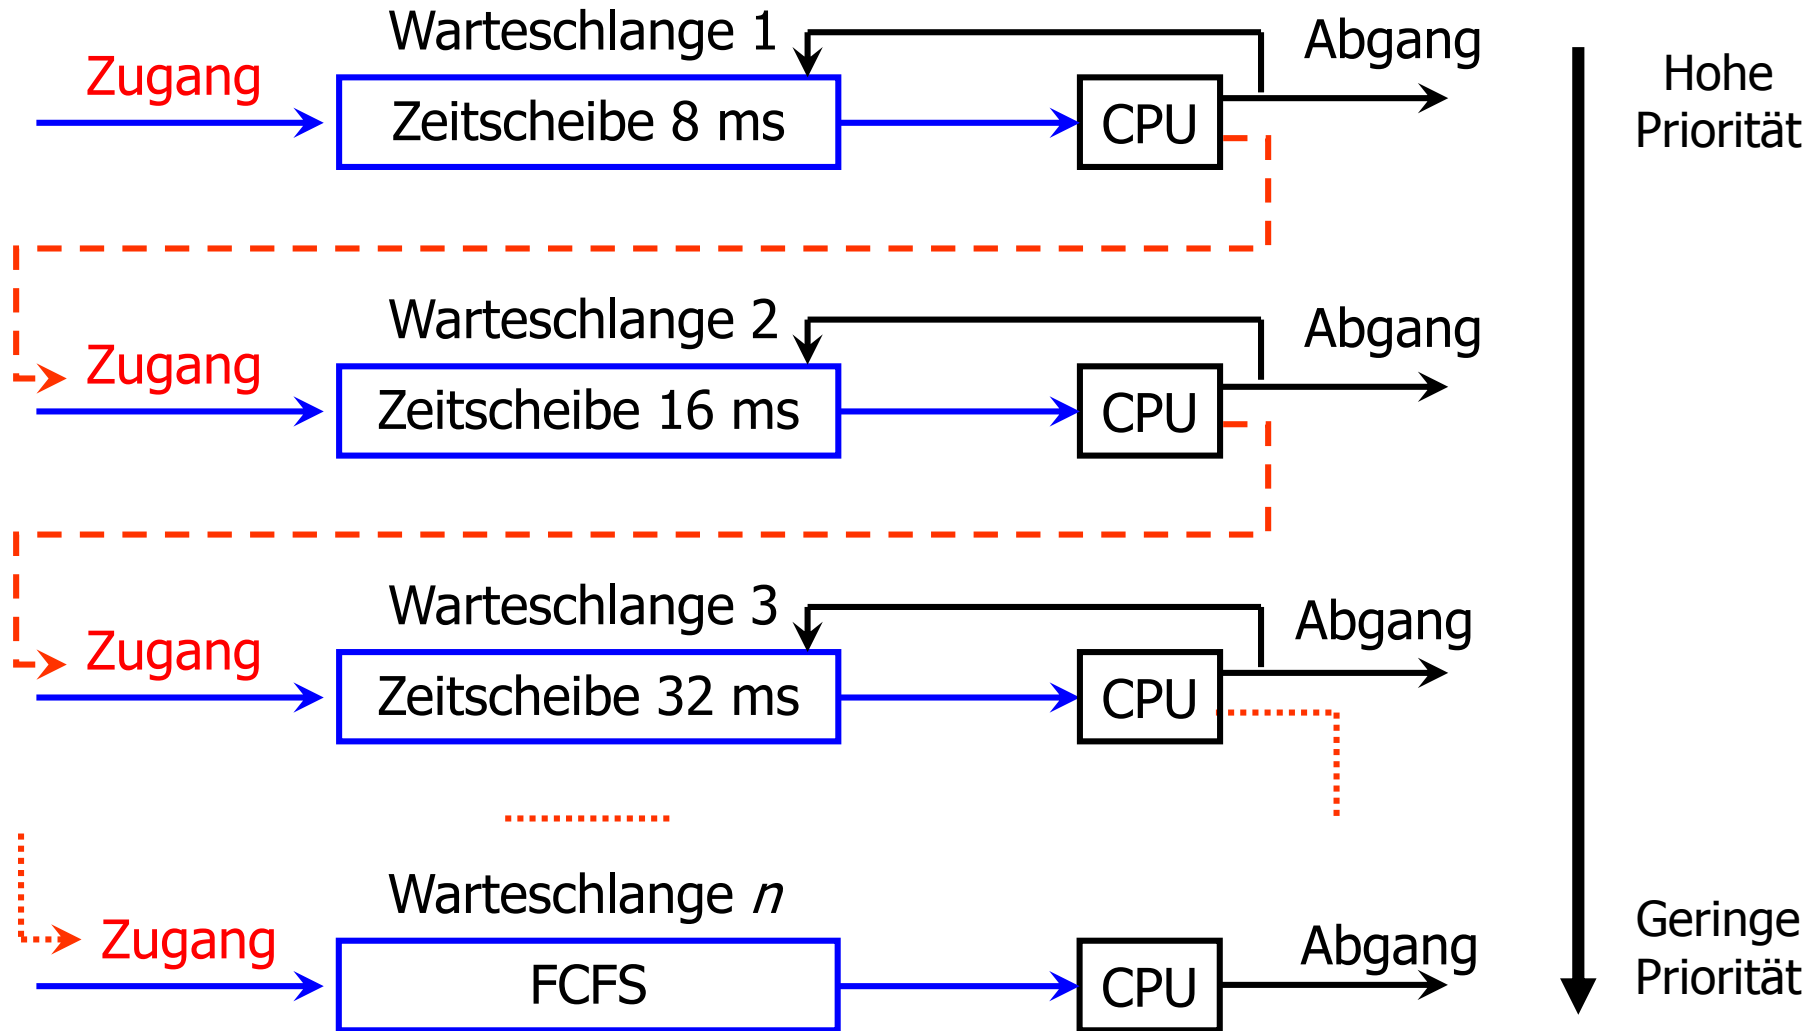 Warteschlange 1
Abgang
Zugang
Zeitscheibe 8 ms
CPU
Hohe
Priorität
Warteschlange 2
Abgang
Zugang
Zeitscheibe 16 ms
CPU
Warteschlange 3
Abgang
Zugang
Zeitscheibe 32 ms
CPU
Warteschlange n
Abgang
Zugang
FCFS
CPU
Geringe
Priorität